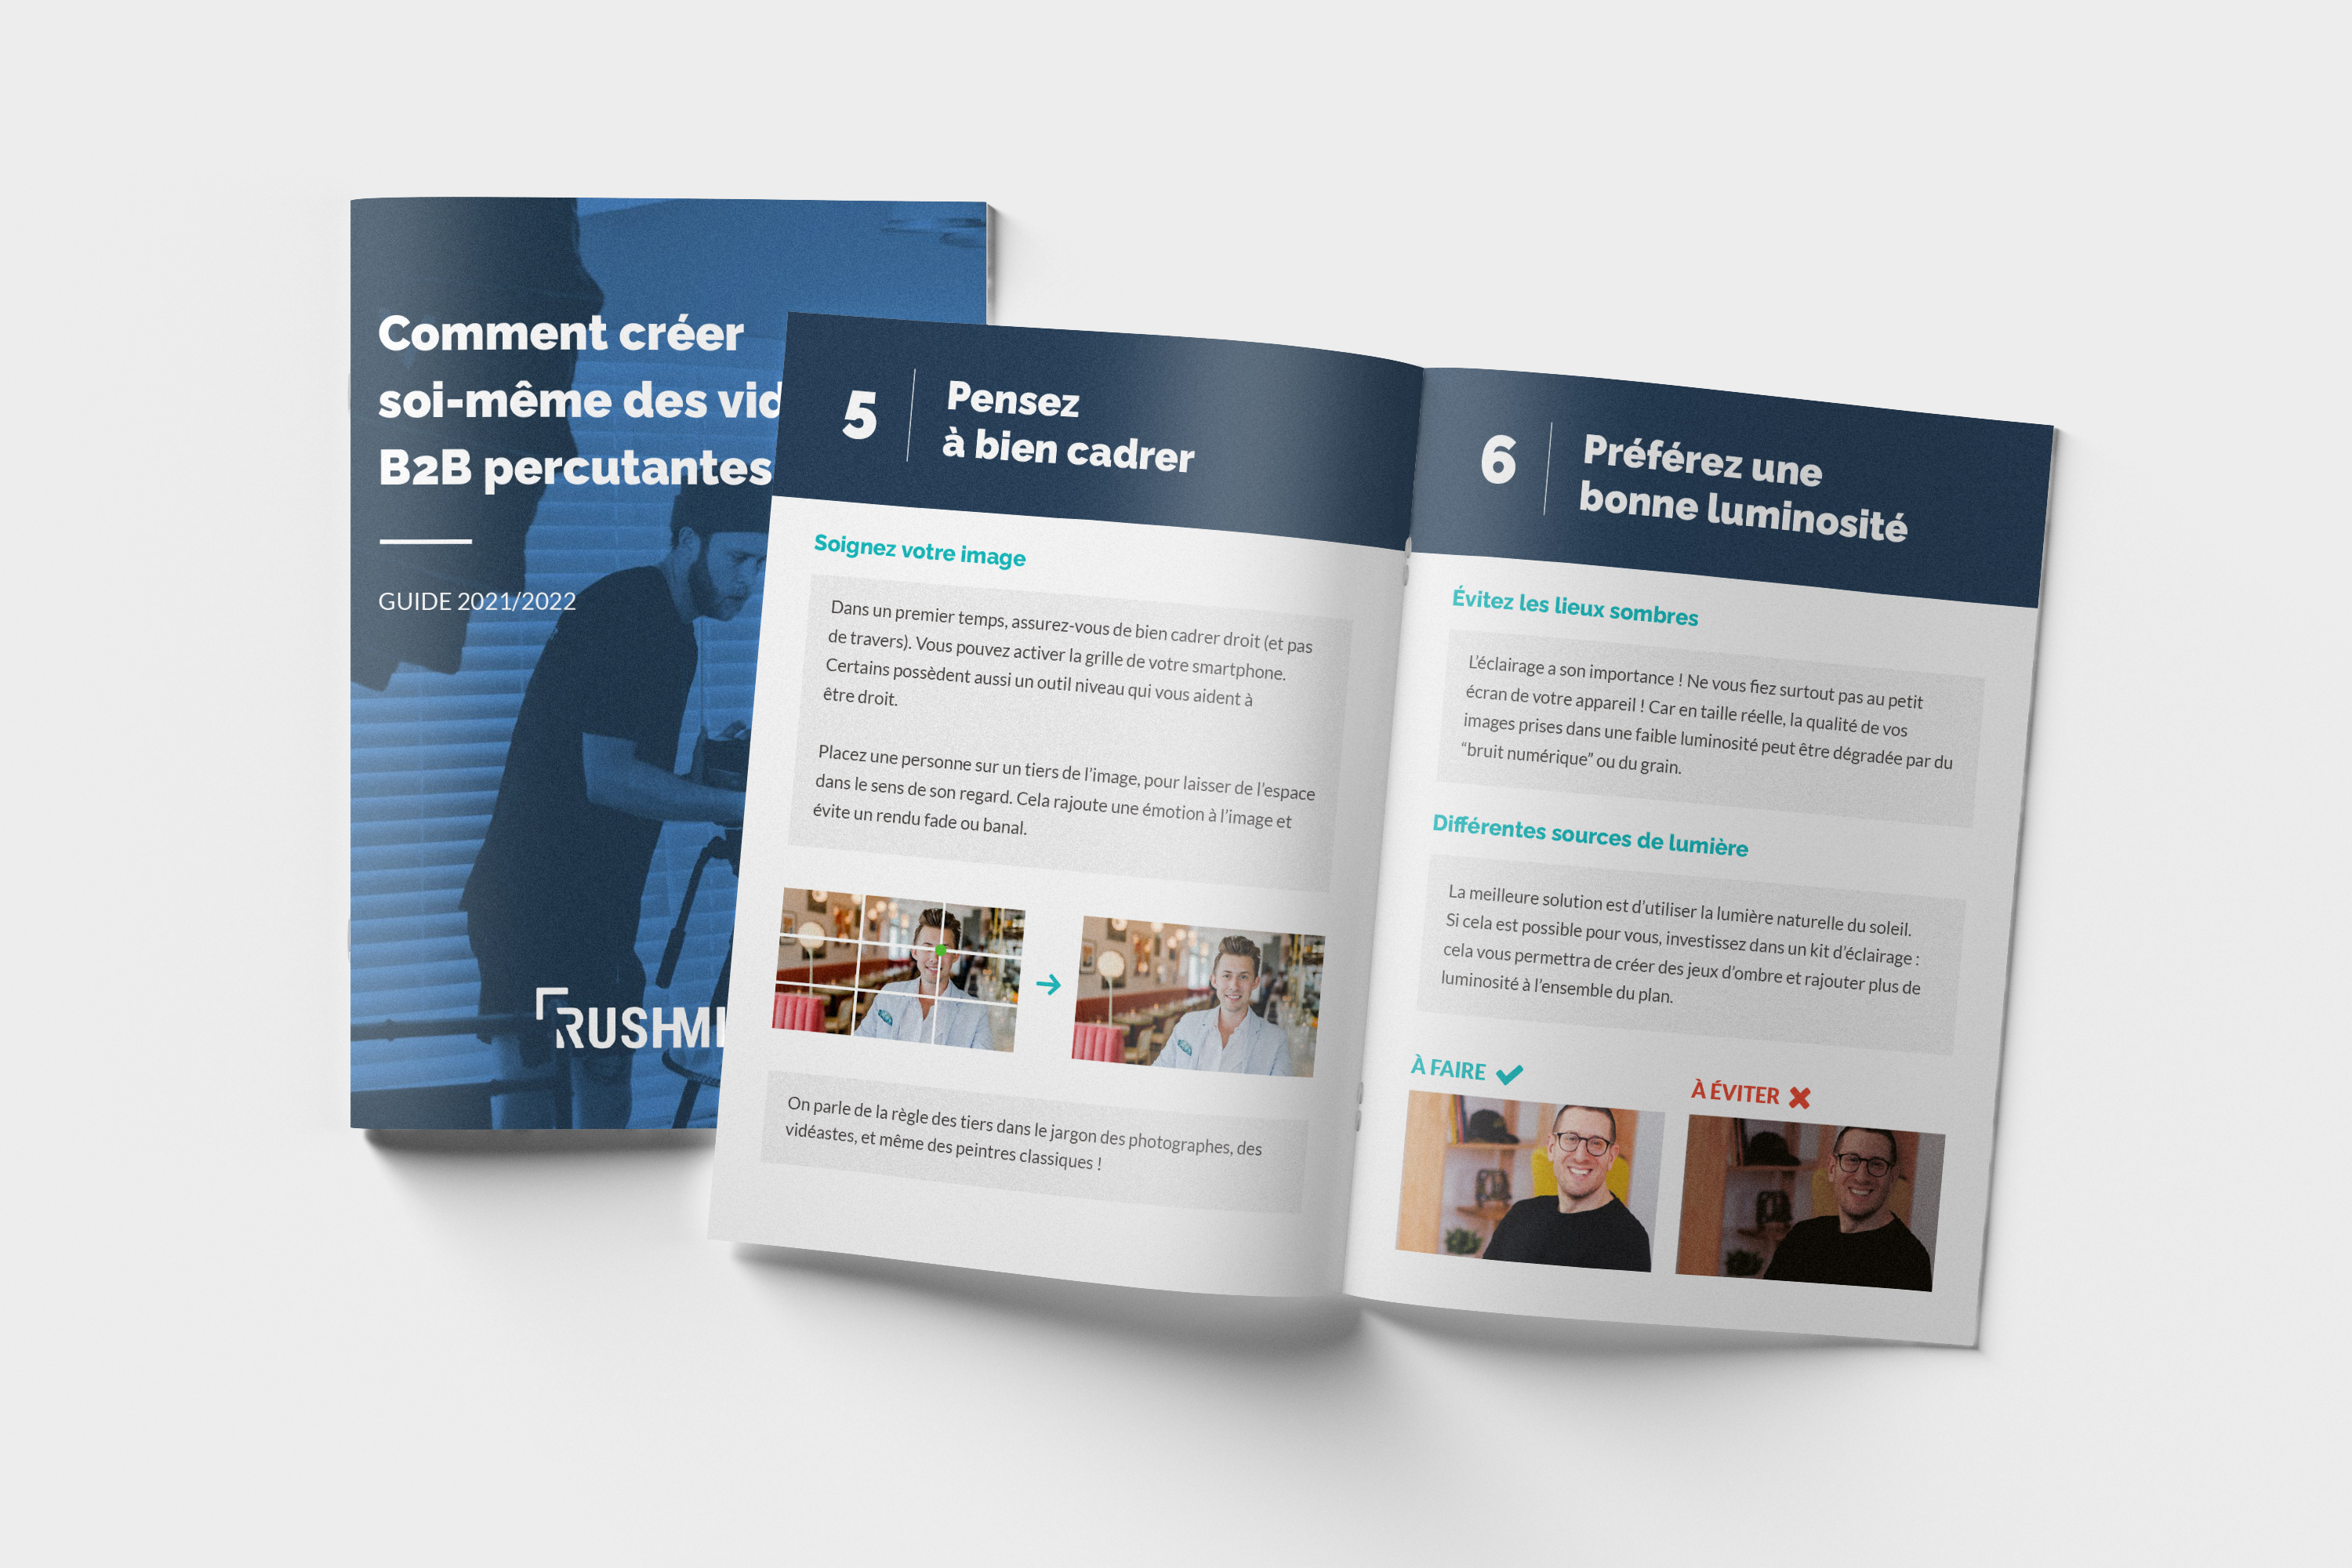 Comment créer
soi-même des
B2B percutantes
GUIDE 2021/2022
5
Pensez
à bien cadrer
Soignez votre image
Dans un premier temps, assurez-vous de bien cadrer droit (et pas
de travers). Vous pouvez activer la grille de votre smartphone.
Certains possèdent aussi un outil niveau qui vous aident à
être droit.
Placez une personne sur un tiers de l’image, pour laisser de l’espace
dans le sens de son regard. Cela rajoute une émotion à l’image et
évite un rendu fade ou banal.
On parle de la règle des tiers dans le jargon des photographes, des
vidéastes, et même des peintres classiques !
6
Préférez une
bonne luminosité
Évitez les lieux sombres
L’éclairage a son importance ! Ne vous fiez surtout pas au petit
écran de votre appareil ! Car en taille réelle, la qualité de vos
images prises dans une faible luminosité peut être dégradée par du
“bruit numérique” ou du grain.
Différentes sources de lumière
La meilleure solution est d’utiliser la lumière naturelle du soleil.
Si cela est possible pour vous, investissez dans un kit d’éclairage :
cela vous permettra de créer des jeux d’ombre et rajouter plus de
luminosité à l’ensemble du plan.
À FAIRE
À ÉVITER